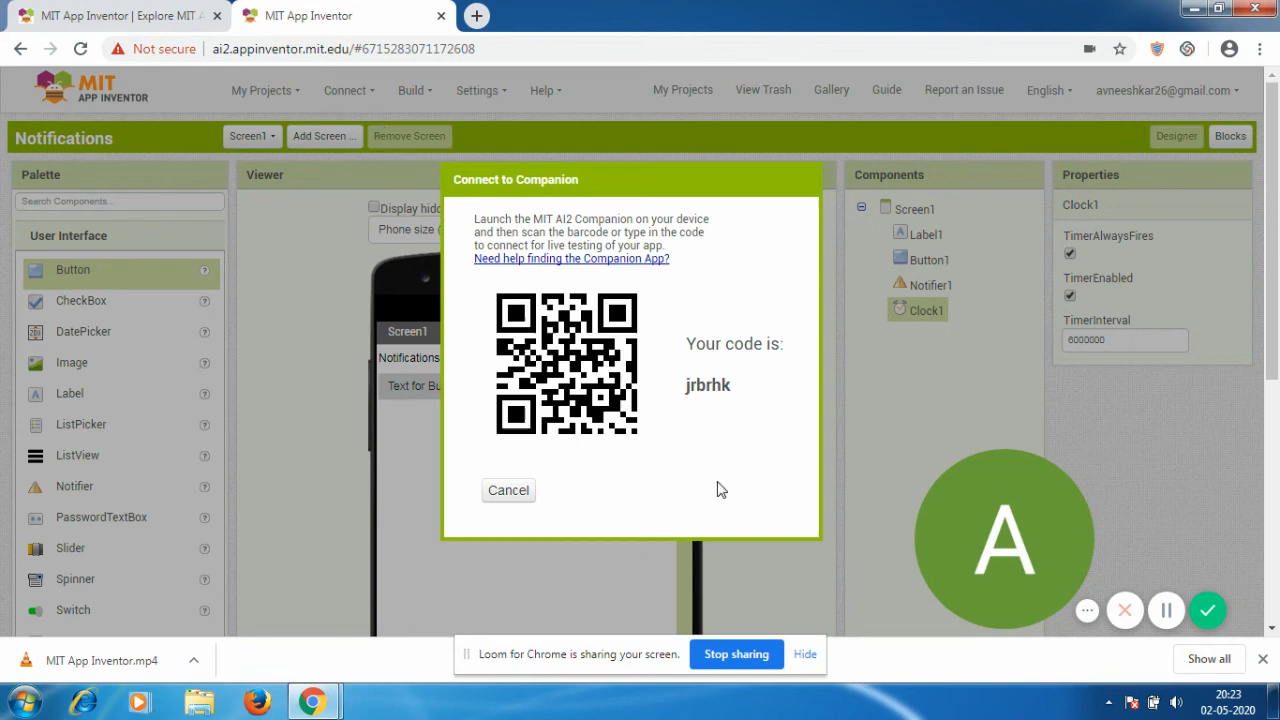 MIT App Inventor | Explore MIT A
MIT App Inventor
Not secure
ai2.appinventor.mit.edu/#6715283071172608
MIT
APP INVENTOR
My Projects
Connect
Build
Settings
Help
My Projects
View Trash
Gallery
Guide
Report an Issue
English
avneeshkar26@gmail.com
Notifications
Screen1
Add Screen ...
Remove Screen
Designer
Blocks
Palette
Search Components...
User Interface
Button
?
CheckBox
?
DatePicker
?
Image
?
Label
?
ListPicker
?
ListView
?
Notifier
?
PasswordTextBox
?
Slider
?
Spinner
?
Switch
?
Viewer
Display hidd
Phone size (
Screen1
Notifications
Text for Bu
Connect to Companion
Launch the MIT AI2 Companion on your device
and then scan the barcode or type in the code
to connect for live testing of your app.
Need help finding the Companion App?
Your code is:
jrbrhk
Cancel
Components
Screen1
Label1
Button1
Notifier1
Clock1
Properties
Clock1
TimerAlwaysFires
TimerEnabled
TimerInterval
6000000
A
MIT App Inventor.mp4
Loom for Chrome is sharing your screen.
Stop sharing
Hide
Show all
20:23
02-05-2020